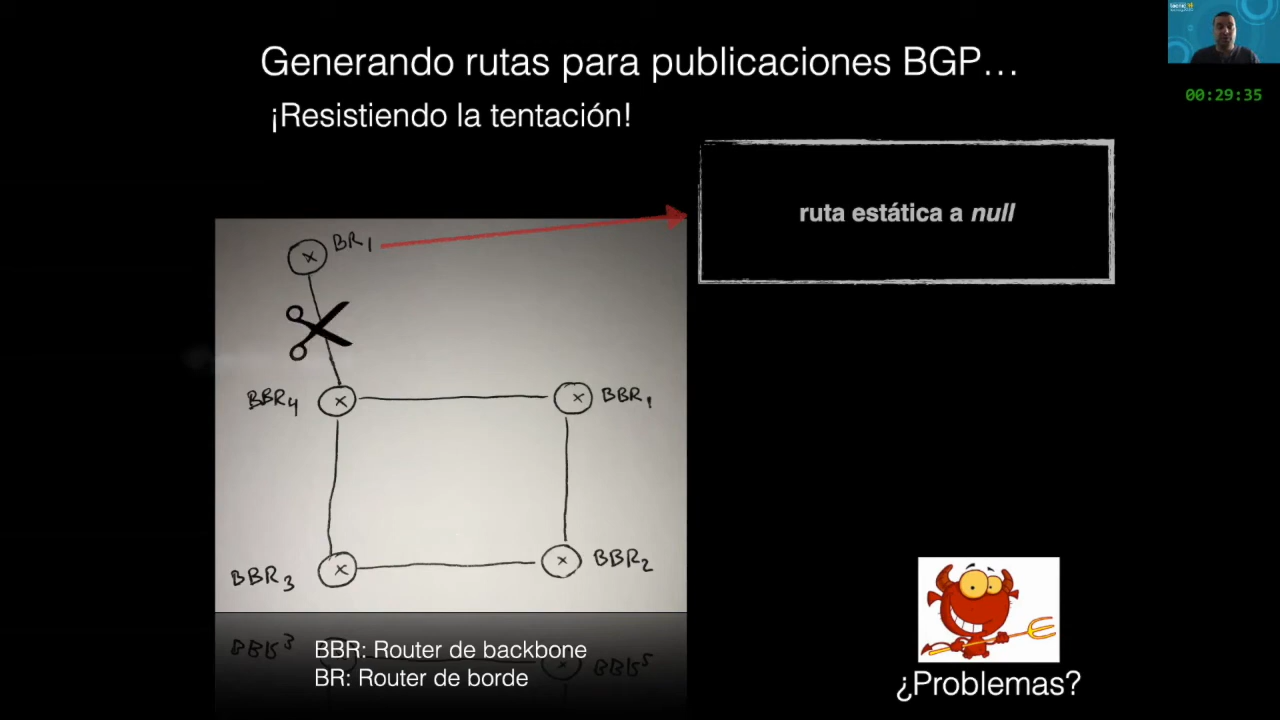 Generando rutas para publicaciones BGP...
¡Resistiendo la tentación!
00:29:35
ruta estática a null
BR1
BBR4
BBR1
BBR3
BBR2
BBR: Router de backbone
BR: Router de borde
¿Problemas?